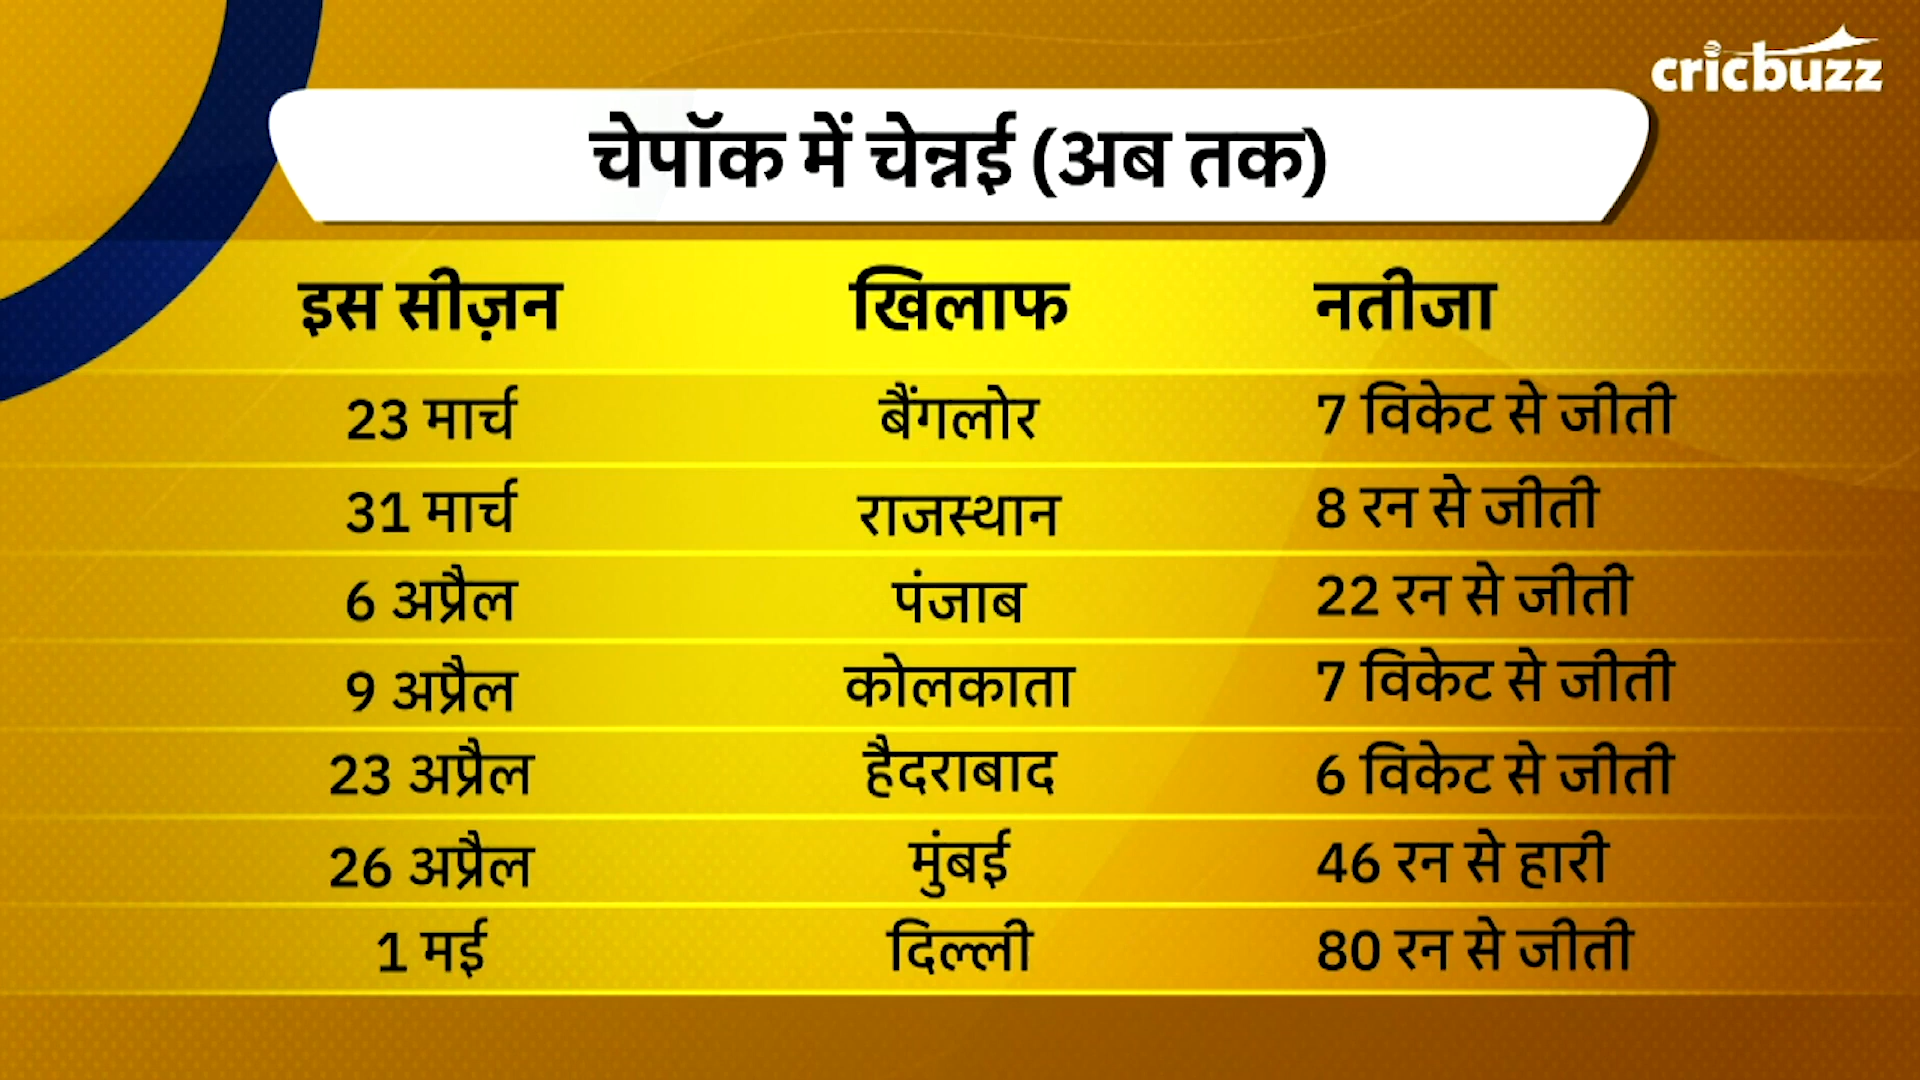 cricbuzz
चेपॉक में चेन्नई (अब तक)
इस सीज़न खिलाफ नतीजा
23 मार्च बैंगलोर 7 विकेट से जीती
31 मार्च राजस्थान 8 रन से जीती
6 अप्रैल पंजाब 22 रन से जीती
9 अप्रैल कोलकाता 7 विकेट से जीती
23 अप्रैल हैदराबाद 6 विकेट से जीती
26 अप्रैल मुंबई 46 रन से हारी
1 मई दिल्ली 80 रन से जीती